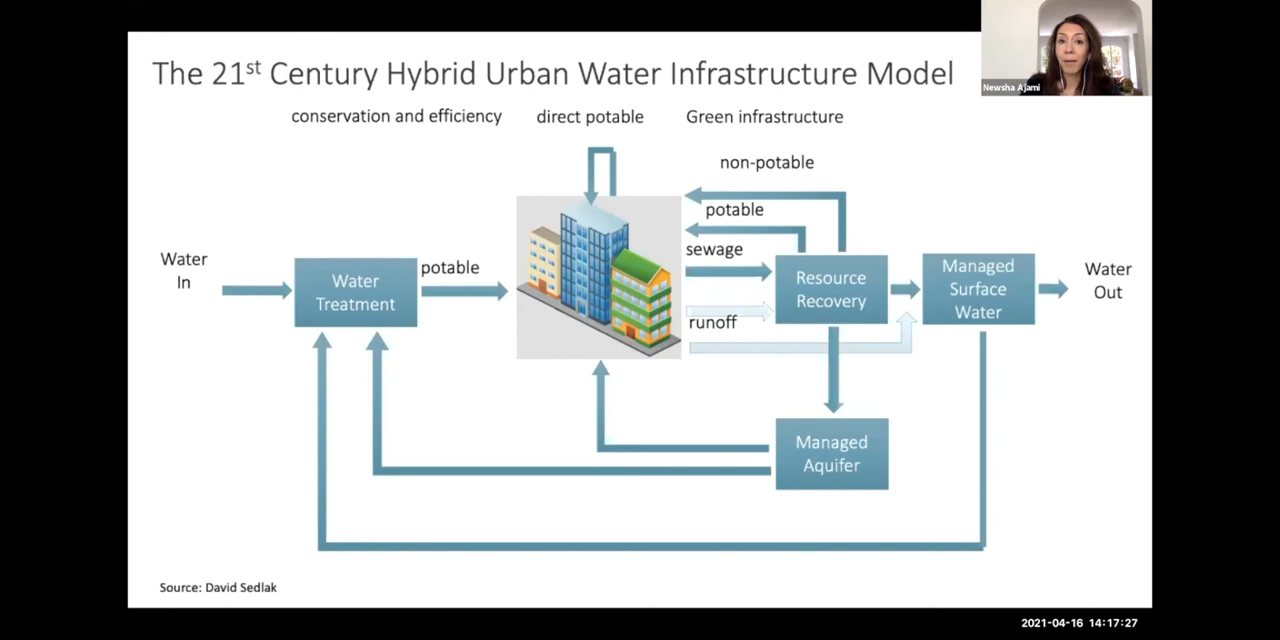 The 21st Century Hybrid Urban Water Infrastructure Model
Newsha Ajami
conservation and efficiency
direct potable
Green infrastructure
non-potable
potable
sewage
Water
In
Water
Treatment
potable
Resource
Recovery
Managed
Surface
Water
Water
Out
runoff
Managed
Aquifer
Source: David Sedlak
2021-04-16 14:17:27